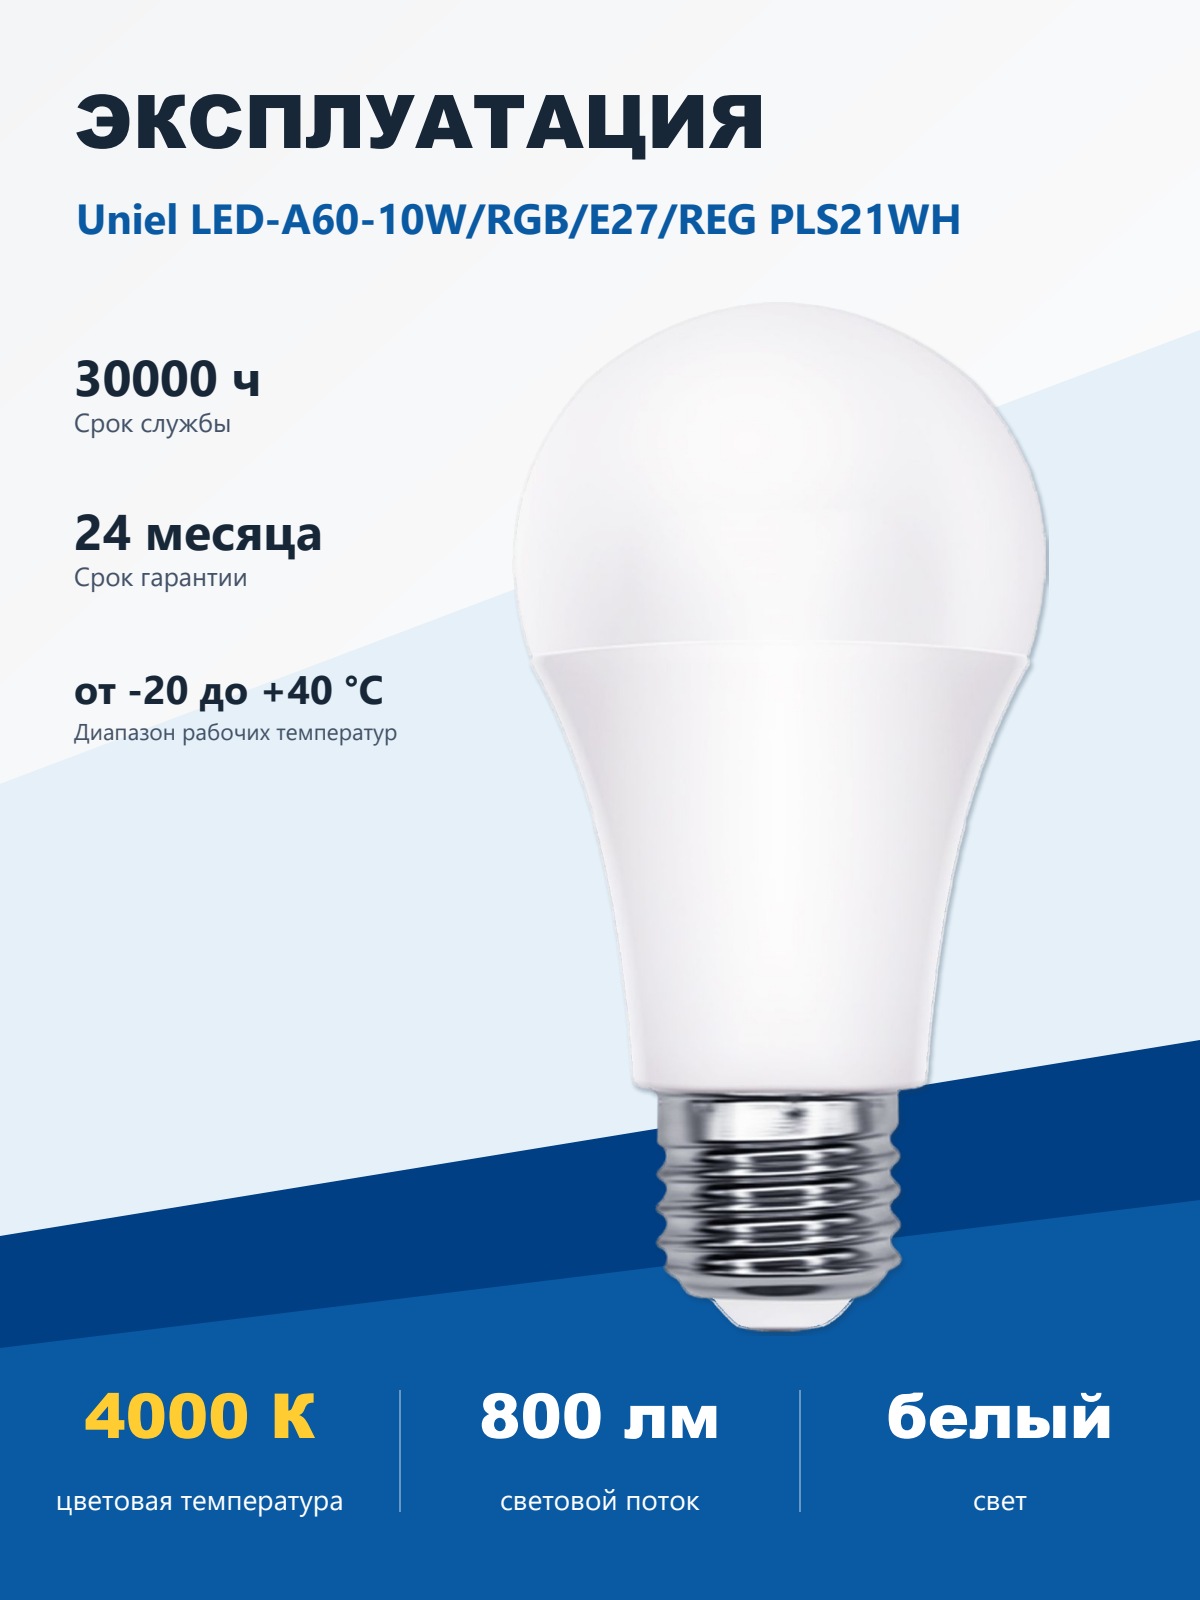 ЭКСПЛУАТАЦИЯ
Uniel LED-A60-10W/RGB/E27/REG PLS21WH
30000 ч
Срок службы
24 месяца
Срок гарантии
от -20 до +40 °C
Диапазон рабочих температур
4000 К
цветовая температура
800 лм
световой поток
белый
свет